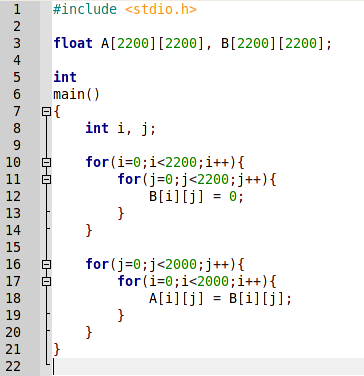 1 #include <stdio.h>
2
3 float A[2200][2200], B[2200][2200];
4
5 int
6 main()
7 {
8     int i, j;
9
10     for(i=0;i<2200;i++){
11         for(j=0;j<2200;j++){
12             B[i][j] = 0;
13         }
14     }
15
16     for(j=0;j<2000;j++){
17         for(i=0;i<2000;i++){
18             A[i][j] = B[i][j];
19         }
20     }
21 }
22